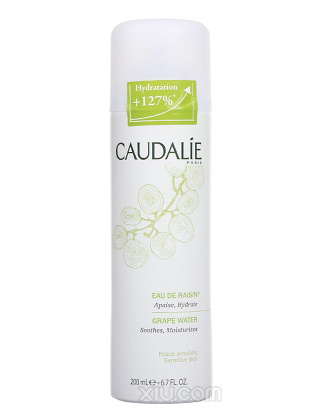 Hydratation
+127%*
CAUDALÍE
PARIS
EAU DE RAISIN
Apaise, Hydrate
GRAPE WATER
Soothes, Moisturizes
Peaux sensibles
Sensitive skin
200 mL e 6.7 FL. OZ.
xiu.com